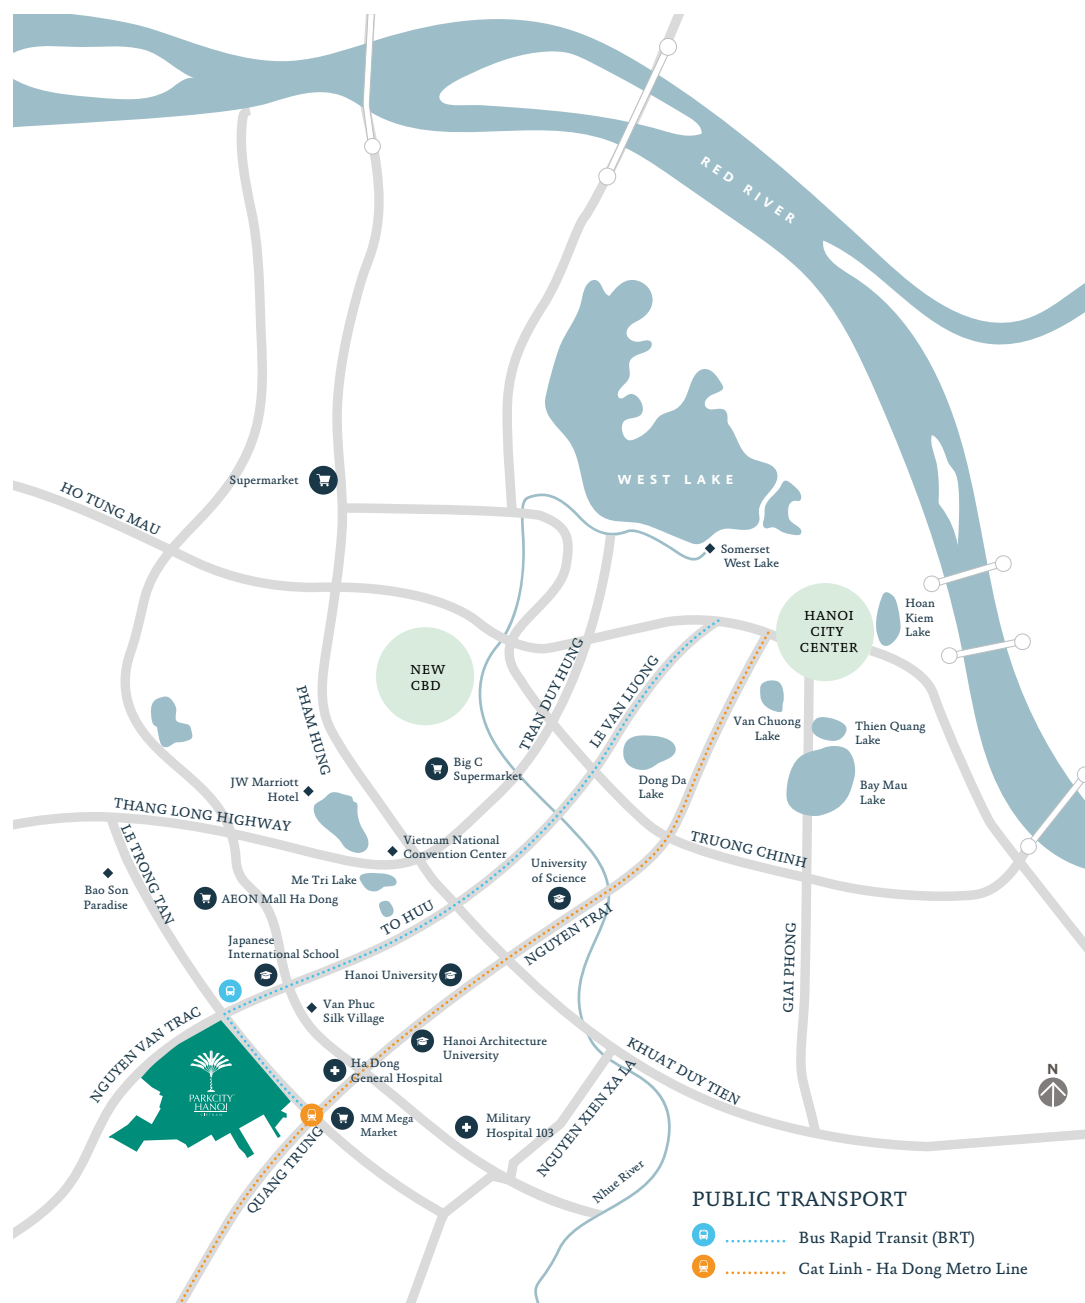 RED RIVER
HO TUNG MAU
Supermarket
WEST LAKE
Somerset
West Lake
HANOI
CITY
CENTER
Hoan
Kiem
Lake
NEW
CBD
PHAM HUNG
TRAN DUY HUNG
LE VAN LUONG
Van Chuong
Lake
Thien Quang
Lake
Big C
Supermarket
Dong Da
Lake
Bay Mau
Lake
JW Marriott
Hotel
THANG LONG HIGHWAY
LE TRONG TAN
Vietnam National
Convention Center
TRUONG CHINH
University
of Science
Me Tri Lake
Bao Son
Paradise
AEON Mall Ha Dong
TO HUU
NGUYEN TRAI
Japanese
International School
Hanoi University
GIAI PHONG
Van Phuc
Silk Village
NGUYEN VAN TRAC
Hanoi Architecture
University
KHUAT DUY TIEN
Ha Dong
General Hospital
NGUYEN XIEN XA LA
N
PARKCITY
HANOI
VIETNAM
MM Mega
Market
Military
Hospital 103
QUANG TRUNG
Nhue River
PUBLIC TRANSPORT
Bus Rapid Transit (BRT)
Cat Linh - Ha Dong Metro Line